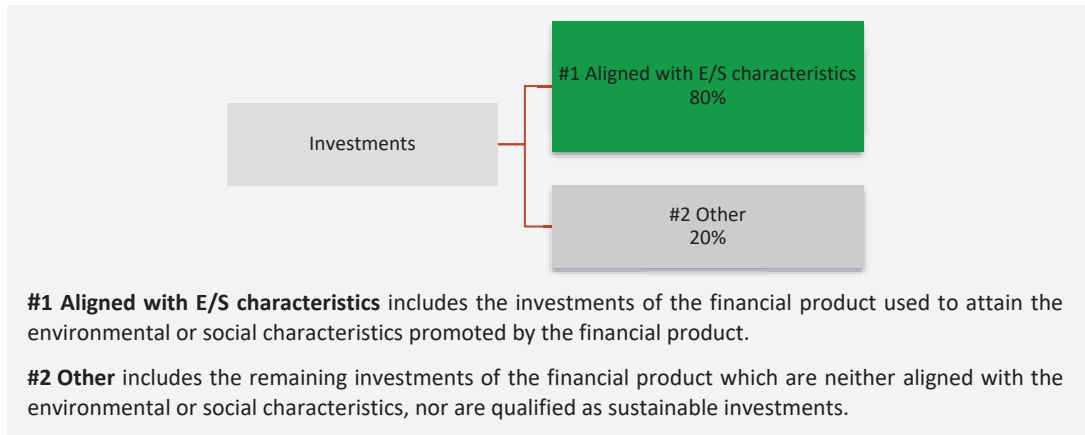 #1 Aligned with E/S characteristics
80%
Investments
#2 Other
20%
#1 Aligned with E/S characteristics includes the investments of the financial product used to attain the
environmental or social characteristics promoted by the financial product.
#2 Other includes the remaining investments of the financial product which are neither aligned with the
environmental or social characteristics, nor are qualified as sustainable investments.